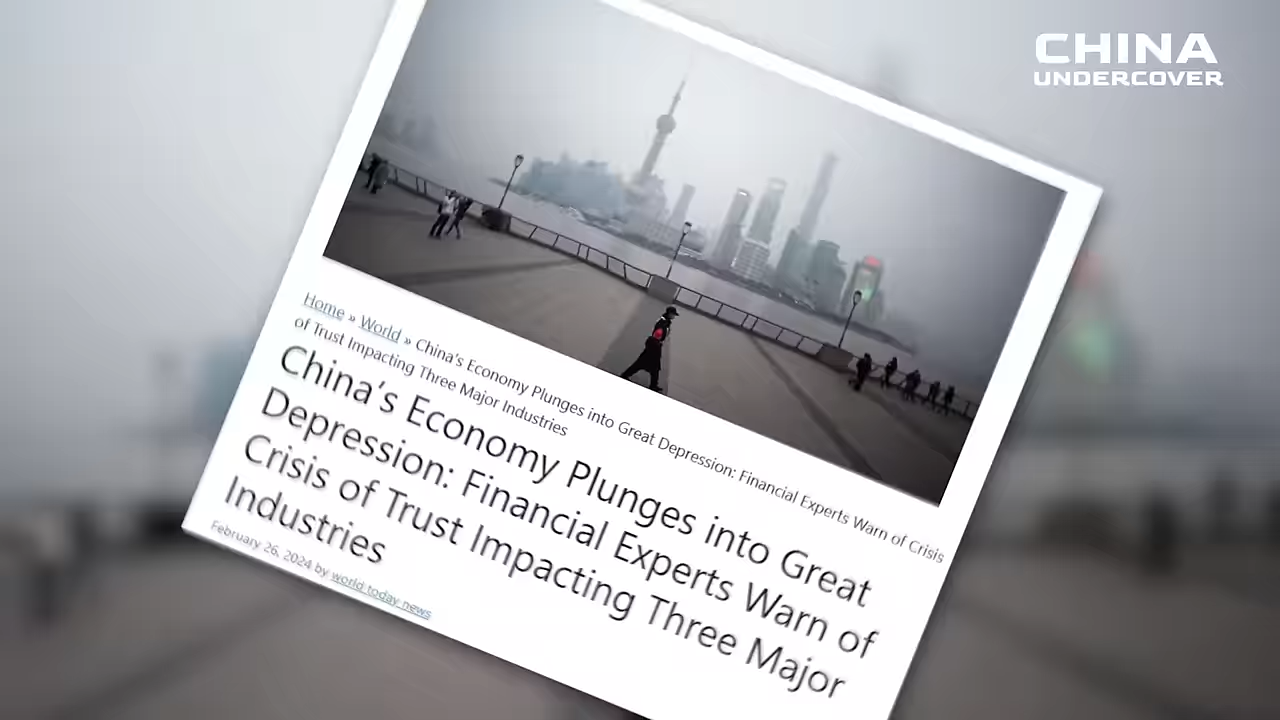 CHINA
UNDERCOVER
Home » World » China's Economy Plunges into Great Depression: Financial Experts Warn of Crisis
of Trust Impacting Three Major Industries
China's Economy Plunges into Great
Depression: Financial Experts Warn of
Crisis of Trust Impacting Three Major
Industries
February 26, 2024 by world today news